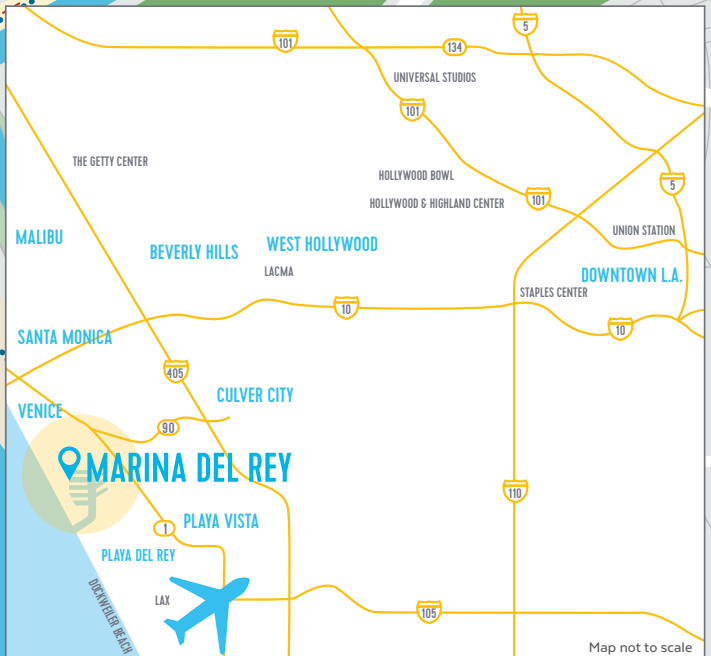 5
101
134
UNIVERSAL STUDIOS
101
THE GETTY CENTER
HOLLYWOOD BOWL
5
101
HOLLYWOOD & HIGHLAND CENTER
UNION STATION
MALIBU
BEVERLY HILLS
WEST HOLLYWOOD
LACMA
DOWNTOWN L.A.
STAPLES CENTER
10
10
SANTA MONICA
405
CULVER CITY
VENICE
90
MARINA DEL REY
110
1
PLAYA VISTA
PLAYA DEL REY
DOCKWEILER BEACH
LAX
105
Map not to scale